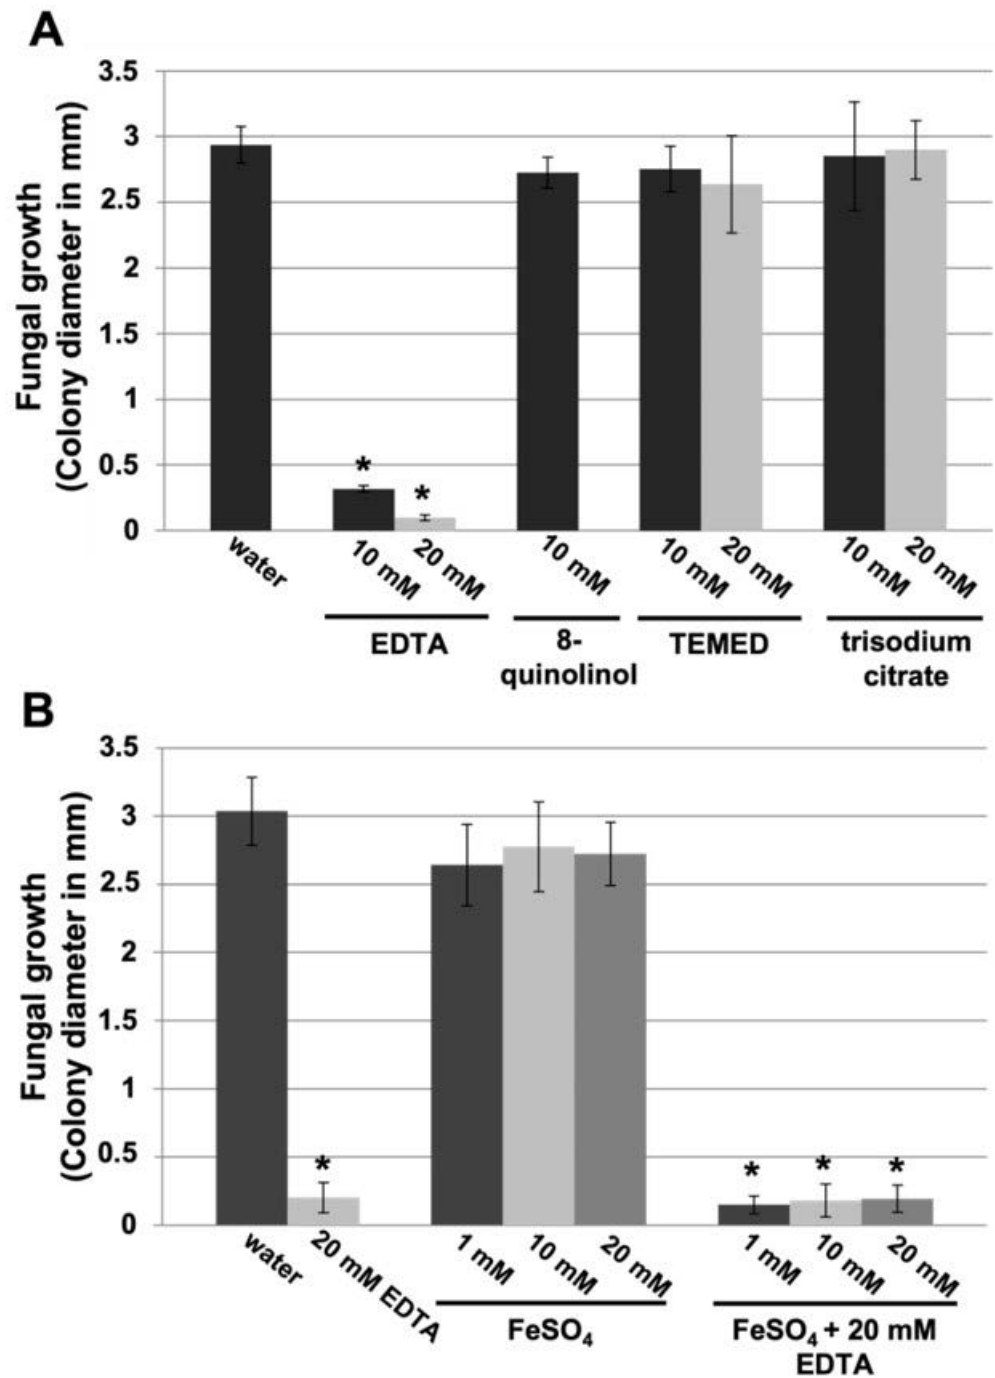 A
3.5
3
2.5
2
1.5
1
0.5
0
Fungal growth
(Colony diameter in mm)
*
*
water
10 mM
20 mM
10 mM
10 mM
20 mM
10 mM
20 mM
EDTA
8-
quinolinol
TEMED
trisodium
citrate
B
3.5
3
2.5
2
1.5
1
0.5
0
Fungal growth
(Colony diameter in mm)
*
*
*
*
water
20 mM EDTA
1 mM
10 mM
20 mM
1 mM
10 mM
20 mM
FeSO₄
FeSO₄ + 20 mM
EDTA